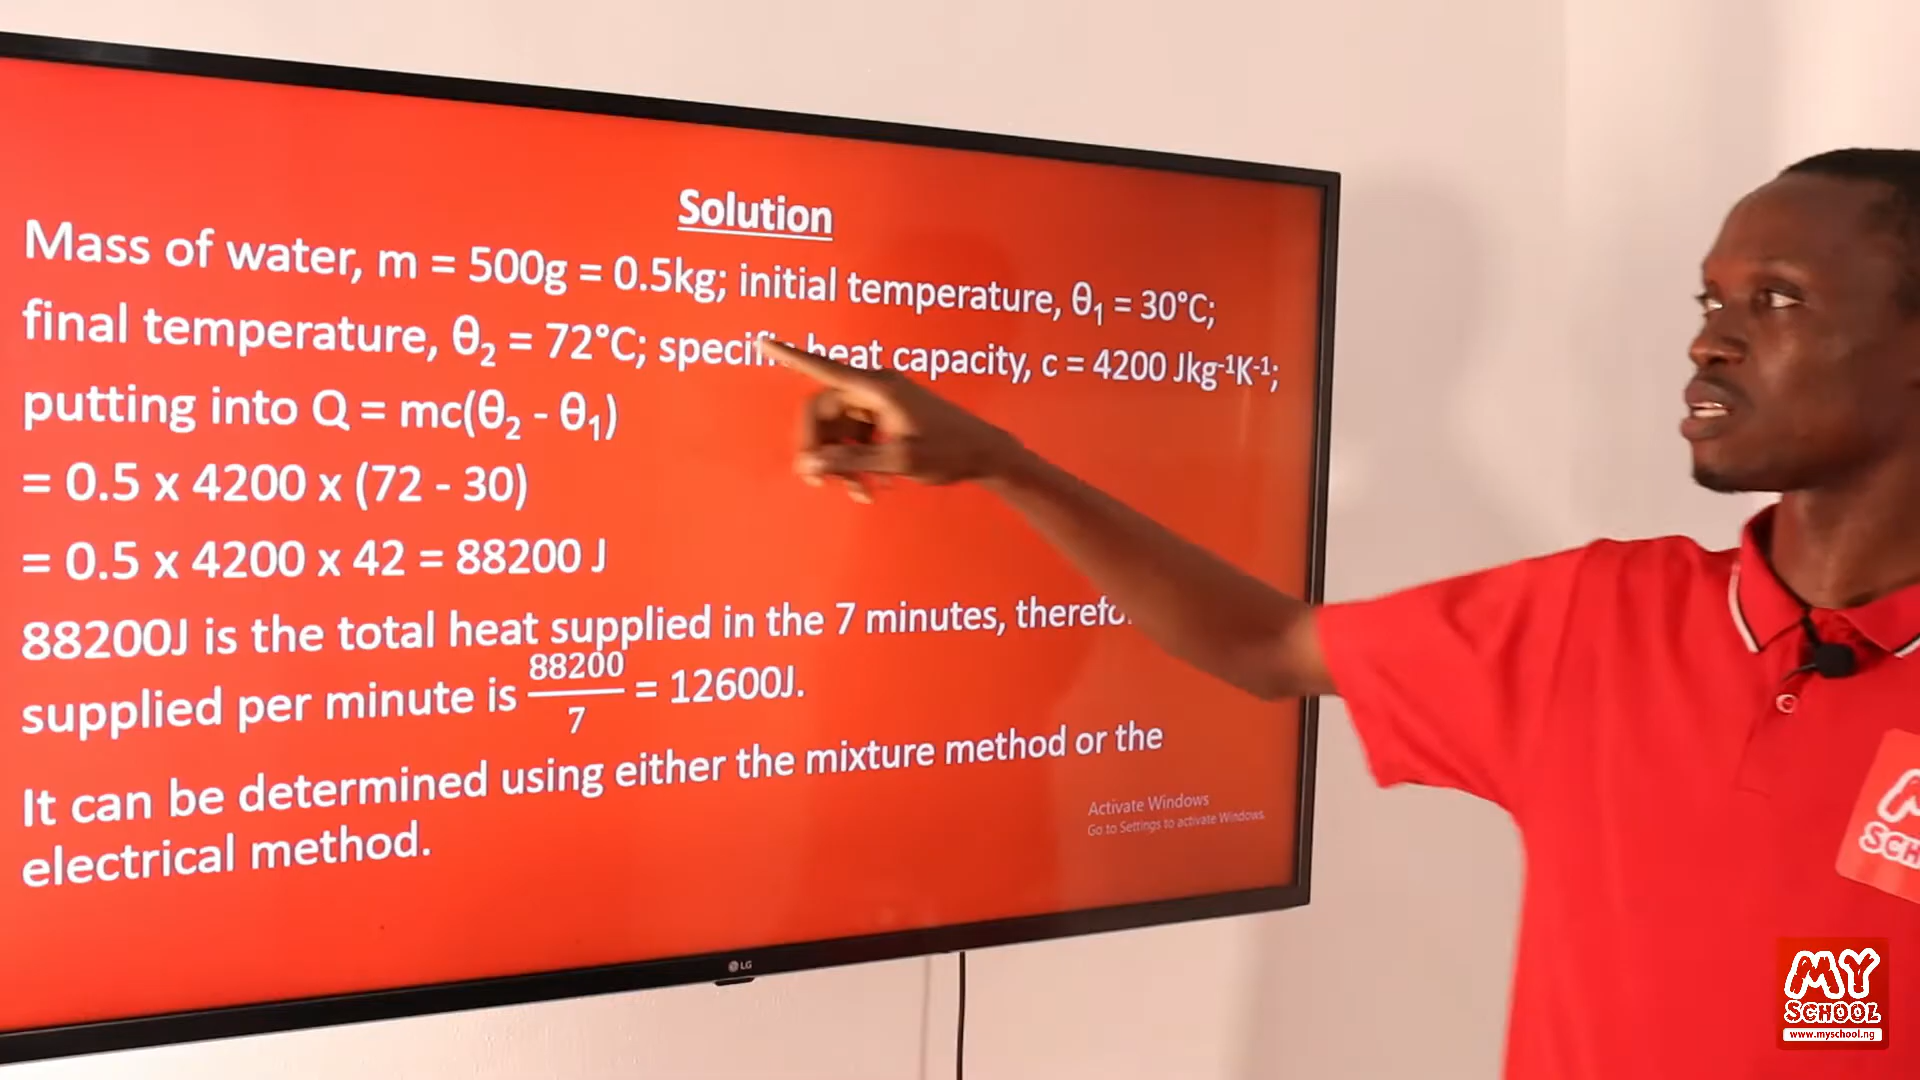 Solution
Mass of water, m = 500g = 0.5kg; initial temperature, θ₁ = 30°C;
final temperature, θ₂ = 72°C; heat capacity, c = 4200 Jkg⁻¹K⁻¹;
putting into Q = mc(θ₂ - θ₁)
= 0.5 x 4200 x (72 - 30)
= 0.5 x 4200 x 42 = 88200 J
88200J is the total heat supplied in the 7 minutes,
supplied per minute is 88200/7 = 12600J.
It can be determined using either the mixture method or the
electrical method.
Activate Windows
Go to Settings to activate Windows.
LG
MY
SCHOOL
www.myschool.ng